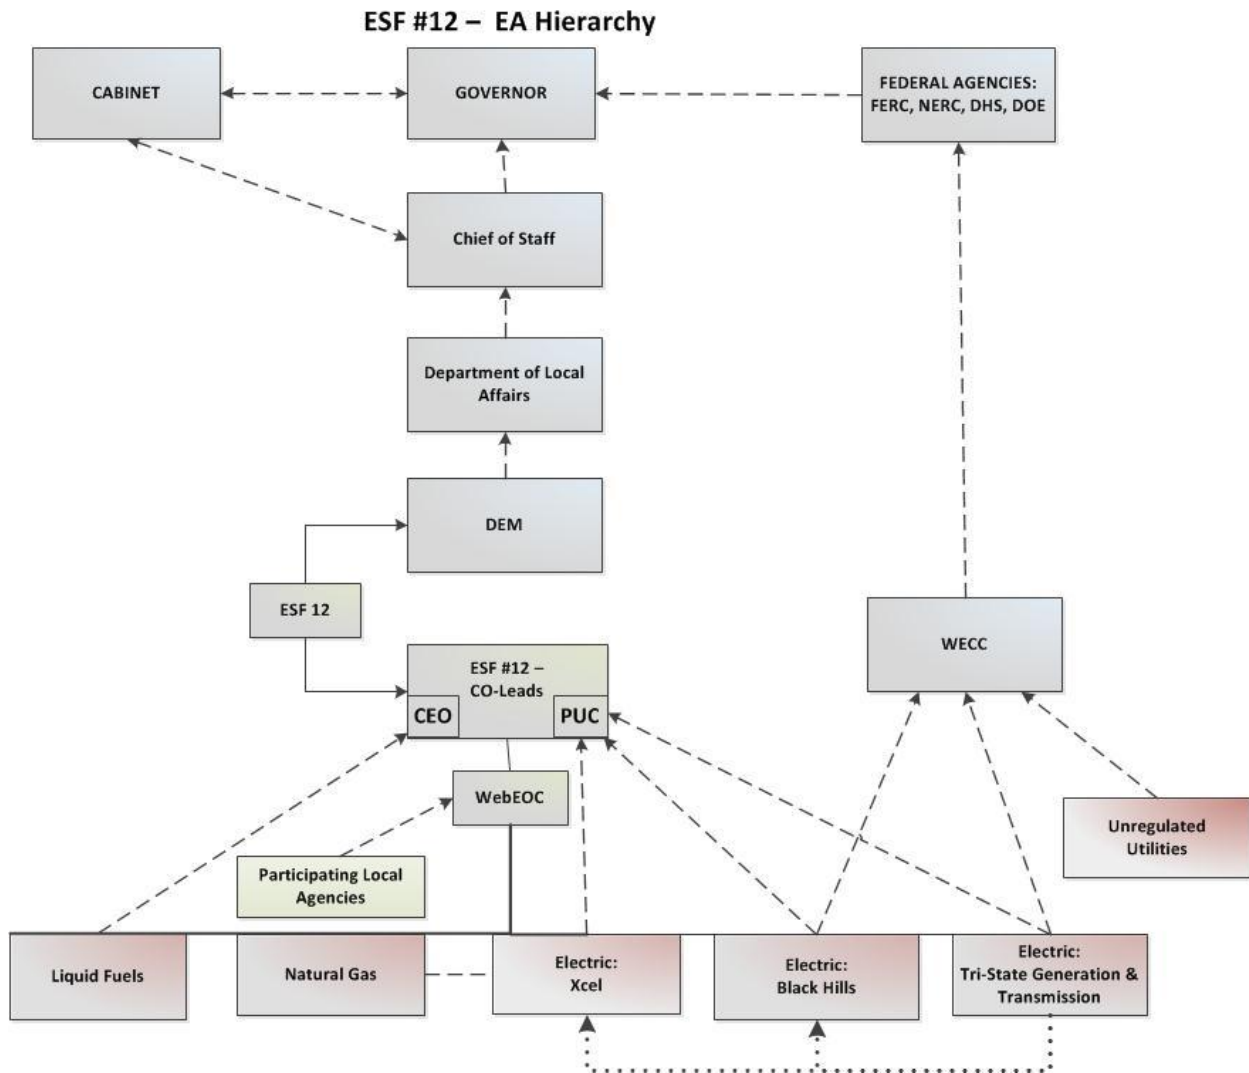 ESF #12 – EA Hierarchy
CABINET
GOVERNOR
FEDERAL AGENCIES:
FERC, NERC, DHS, DOE
Chief of Staff
Department of Local
Affairs
DEM
ESF 12
WECC
ESF #12 –
CO-Leads
CEO
PUC
WebEOC
Unregulated
Utilities
Participating Local
Agencies
Liquid Fuels
Natural Gas
Electric:
Xcel
Electric:
Black Hills
Electric:
Tri-State Generation &
Transmission